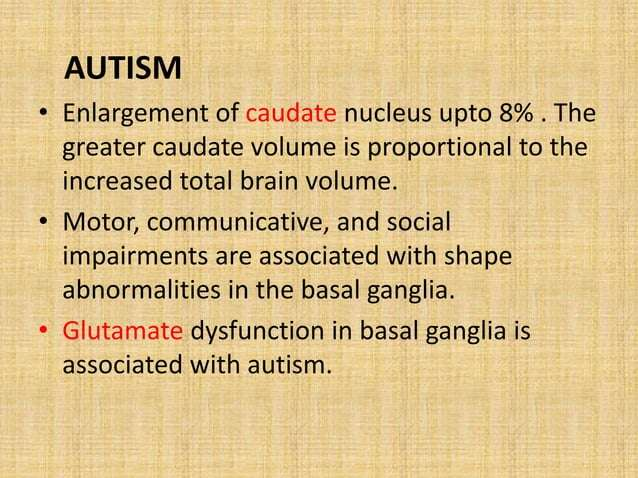 AUTISM
• Enlargement of caudate nucleus upto 8% . The
greater caudate volume is proportional to the
increased total brain volume.
• Motor, communicative, and social
impairments are associated with shape
abnormalities in the basal ganglia.
• Glutamate dysfunction in basal ganglia is
associated with autism.